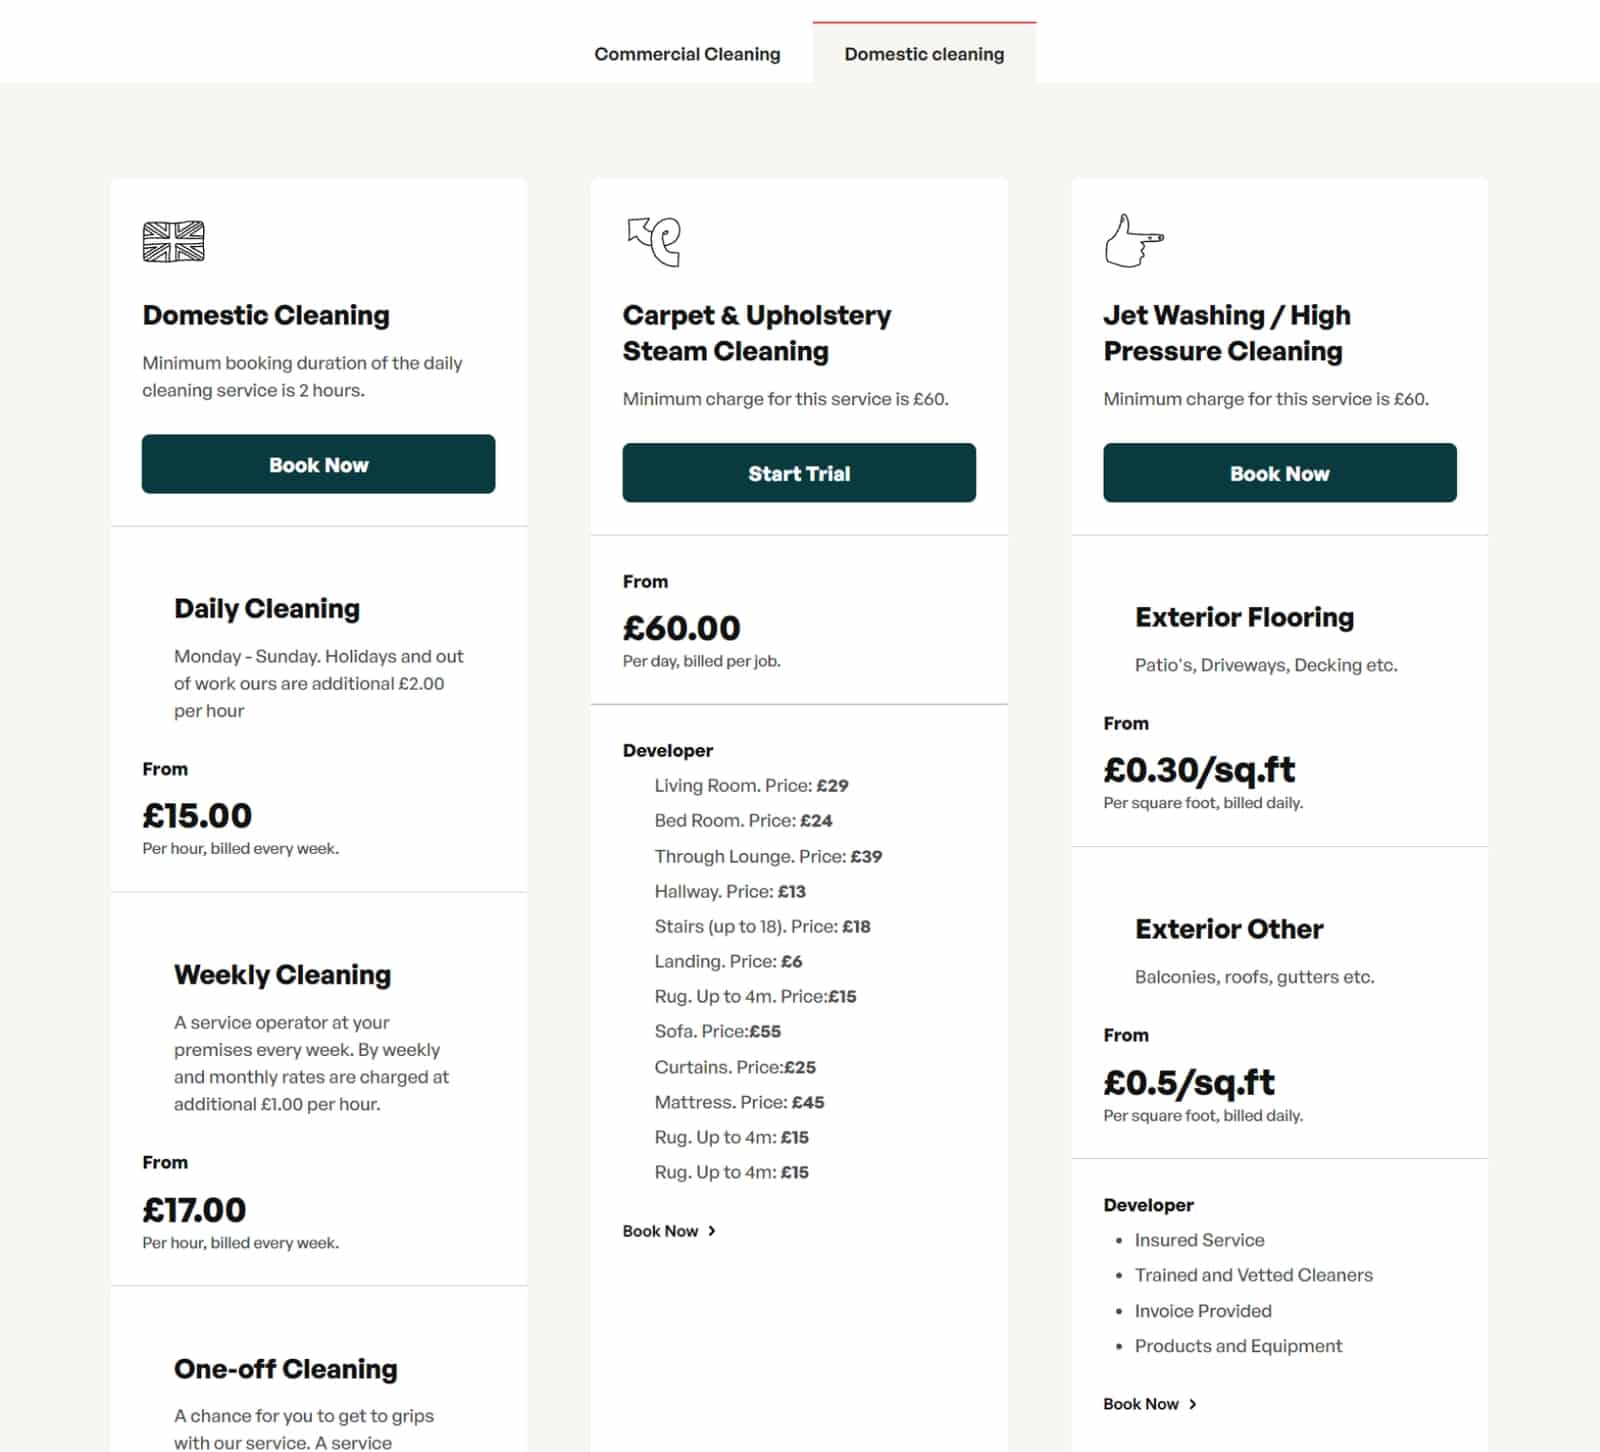 Commercial Cleaning
Domestic cleaning
Domestic Cleaning
Minimum booking duration of the daily
cleaning service is 2 hours.
Book Now
Daily Cleaning
Monday - Sunday. Holidays and out
of work ours are additional £2.00
per hour
From
£15.00
Per hour, billed every week.
Weekly Cleaning
A service operator at your
premises every week. By weekly
and monthly rates are charged at
additional £1.00 per hour.
From
£17.00
Per hour, billed every week.
One-off Cleaning
A chance for you to get to grips
with our service. A service
Carpet & Upholstery
Steam Cleaning
Minimum charge for this service is £60.
Start Trial
From
£60.00
Per day, billed per job.
Developer
Living Room. Price: £29
Bed Room. Price: £24
Through Lounge. Price: £39
Hallway. Price: £13
Stairs (up to 18). Price: £18
Landing. Price: £6
Rug. Up to 4m. Price:£15
Sofa. Price:£55
Curtains. Price:£25
Mattress. Price: £45
Rug. Up to 4m: £15
Rug. Up to 4m: £15
Book Now
Jet Washing / High
Pressure Cleaning
Minimum charge for this service is £60.
Book Now
Exterior Flooring
Patio's, Driveways, Decking etc.
From
£0.30/sq.ft
Per square foot, billed daily.
Exterior Other
Balconies, roofs, gutters etc.
From
£0.5/sq.ft
Per square foot, billed daily.
Developer
• Insured Service
• Trained and Vetted Cleaners
• Invoice Provided
• Products and Equipment
Book Now